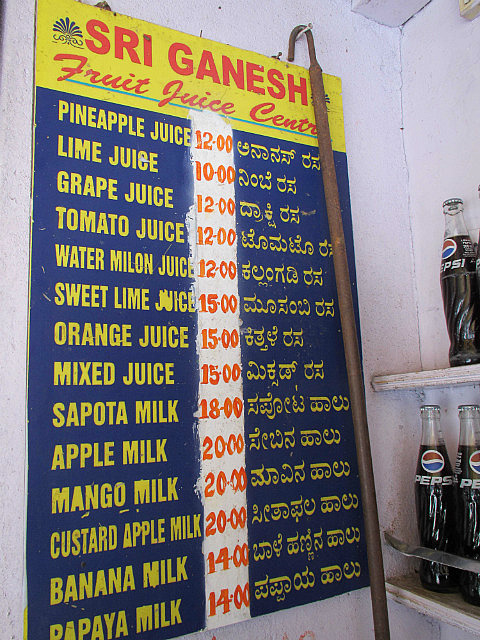 SRI GANESH
Fruit Juice Centr
PINEAPPLE JUICE 12-00 ಅನಾನಸ್ ರಸ
LIME JUICE 10-00 ನಿಂಬೆ ರಸ
GRAPE JUICE 12-00 ದ್ರಾಕ್ಷಿ ರಸ
TOMATO JUICE 12-00 ಟೊಮಟೊ ರಸ
WATER MILON JUICE 12-00 ಕಲ್ಲಂಗಡಿ ರಸ
SWEET LIME JUICE 15-00 ಮೂಸಂಬಿ ರಸ
ORANGE JUICE 15-00 ಕಿತ್ತಳೆ ರಸ
MIXED JUICE 15-00 ಮಿಕ್ಸಡ್ ರಸ
SAPOTA MILK 18-00 ಸಪೋಟ ಹಾಲು
APPLE MILK 20-00 ಸೇಬಿನ ಹಾಲು
MANGO MILK 20-00 ಮಾವಿನ ಹಾಲು
CUSTARD APPLE MILK 20-00 ಸೀತಾಫಲ ಹಾಲು
BANANA MILK 14-00 ಬಾಳೆ ಹಣ್ಣಿನ ಹಾಲು
PAPAYA MILK 14-00 ಪಪ್ಪಾಯ ಹಾಲು
PEPSI
PEPSI
PEPS